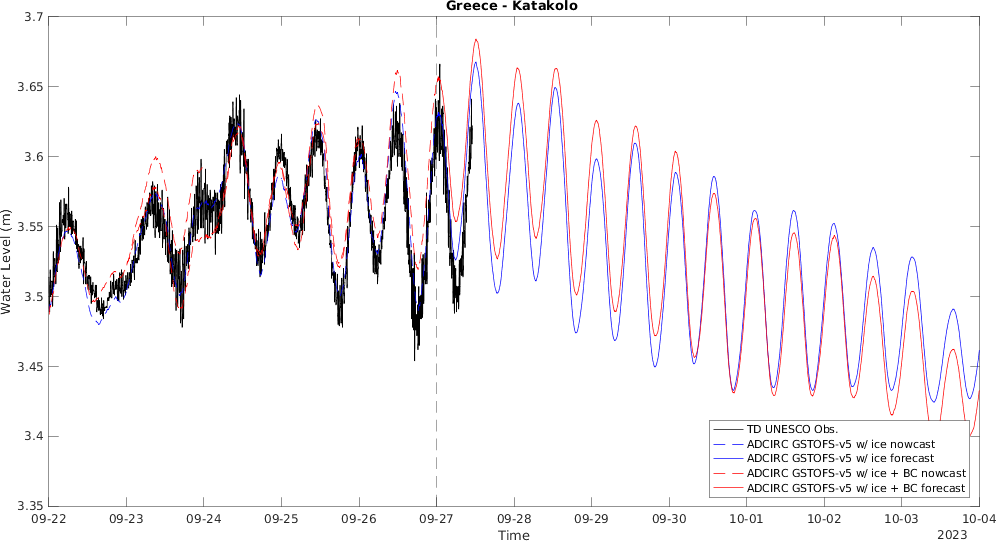 Greece - Katakolo
3.7
3.65
3.6
3.55
3.5
3.45
3.4
3.35
Water Level (m)
TD UNESCO Obs.
ADCIRC GSTOFS-v5 w/ ice nowcast
ADCIRC GSTOFS-v5 w/ ice forecast
ADCIRC GSTOFS-v5 w/ ice + BC nowcast
ADCIRC GSTOFS-v5 w/ ice + BC forecast
09-22 09-23 09-24 09-25 09-26 09-27 09-28 09-29 09-30 10-01 10-02 10-03 10-04
Time
2023